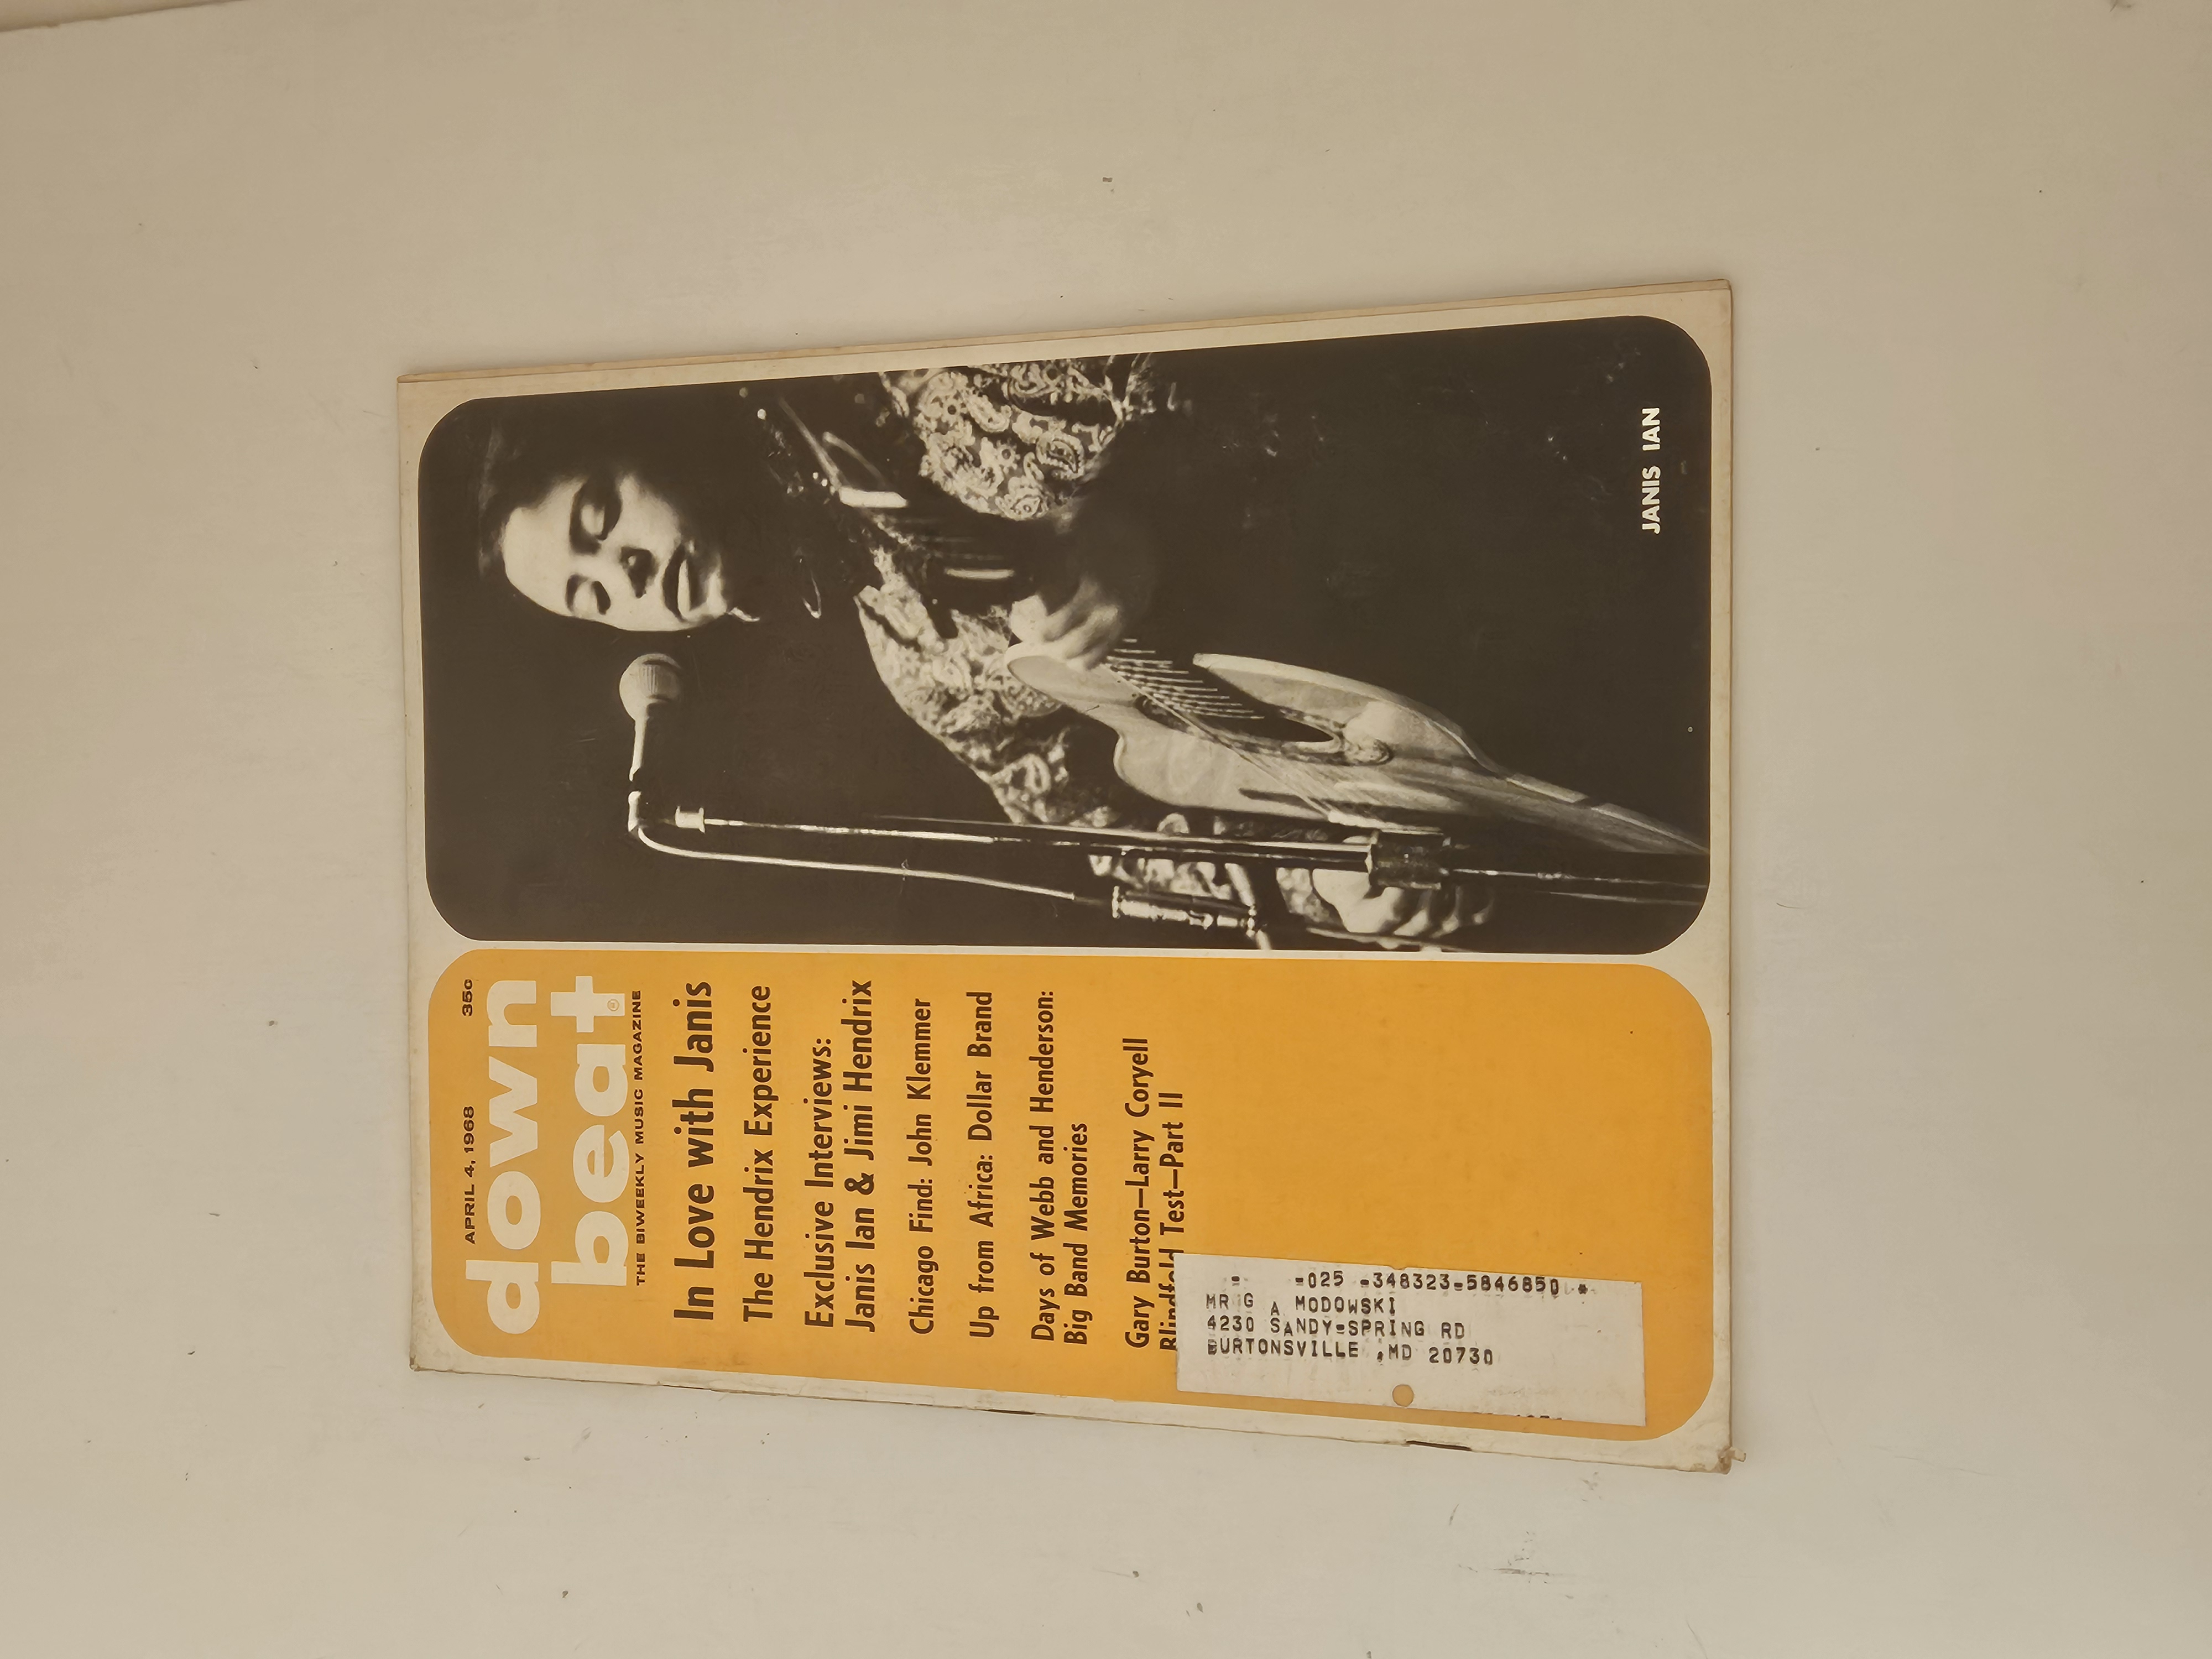 APRIL 4, 1968 35c
down
beat
THE BIWEEKLY MUSIC MAGAZINE
In Love with Janis
The Hendrix Experience
Exclusive Interviews:
Janis Ian & Jimi Hendrix
Chicago Find: John Klemmer
Up from Africa: Dollar Brand
Days of Webb and Henderson:
Big Band Memories
Gary Burton—Larry Coryell
Blindfold Test—Part II
-025 -348323-5846850 *
MR G A MODOWSKI
4230 SANDY-SPRING RD
BURTONSVILLE ,MD 20730
JANIS IAN